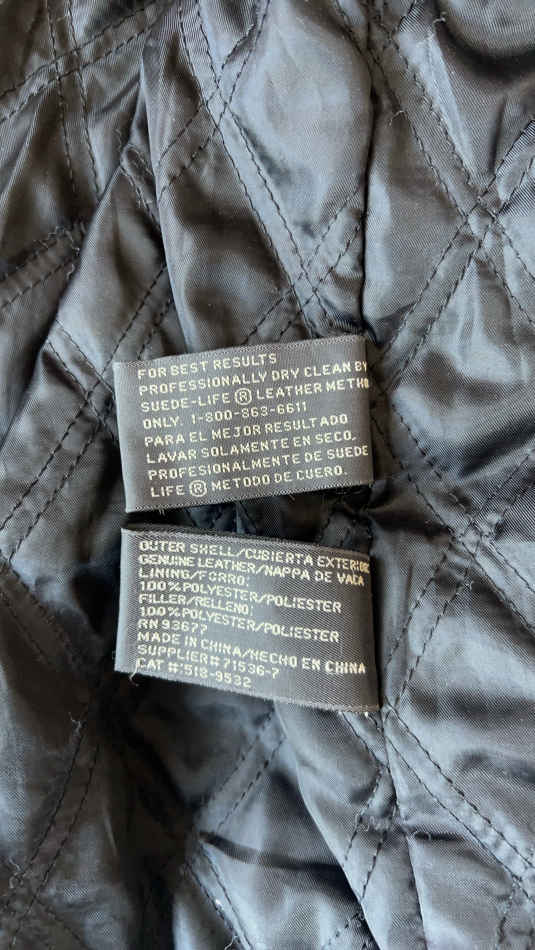 FOR BEST RESULTS
PROFESSIONALLY DRY CLEAN BY
SUEDE-LIFE ® LEATHER METHO
ONLY. 1-800-863-6611
PARA EL MEJOR RESULTADO
LAVAR SOLAMENTE EN SECO,
PROFESIONALMENTE DE SUEDE
LIFE ® METODO DE CUERO.
OUTER SHELL/CUBIERTA EXTERIOR:
GENUINE LEATHER/NAPPA DE VACA
LINING/FORRO:
100%POLYESTER/POLIESTER
FILLER/RELLENO:
100%POLYESTER/POLIESTER
RN 93677
MADE IN CHINA/HECHO EN CHINA
SUPPLIER# 71536-7
CAT #:518-9532